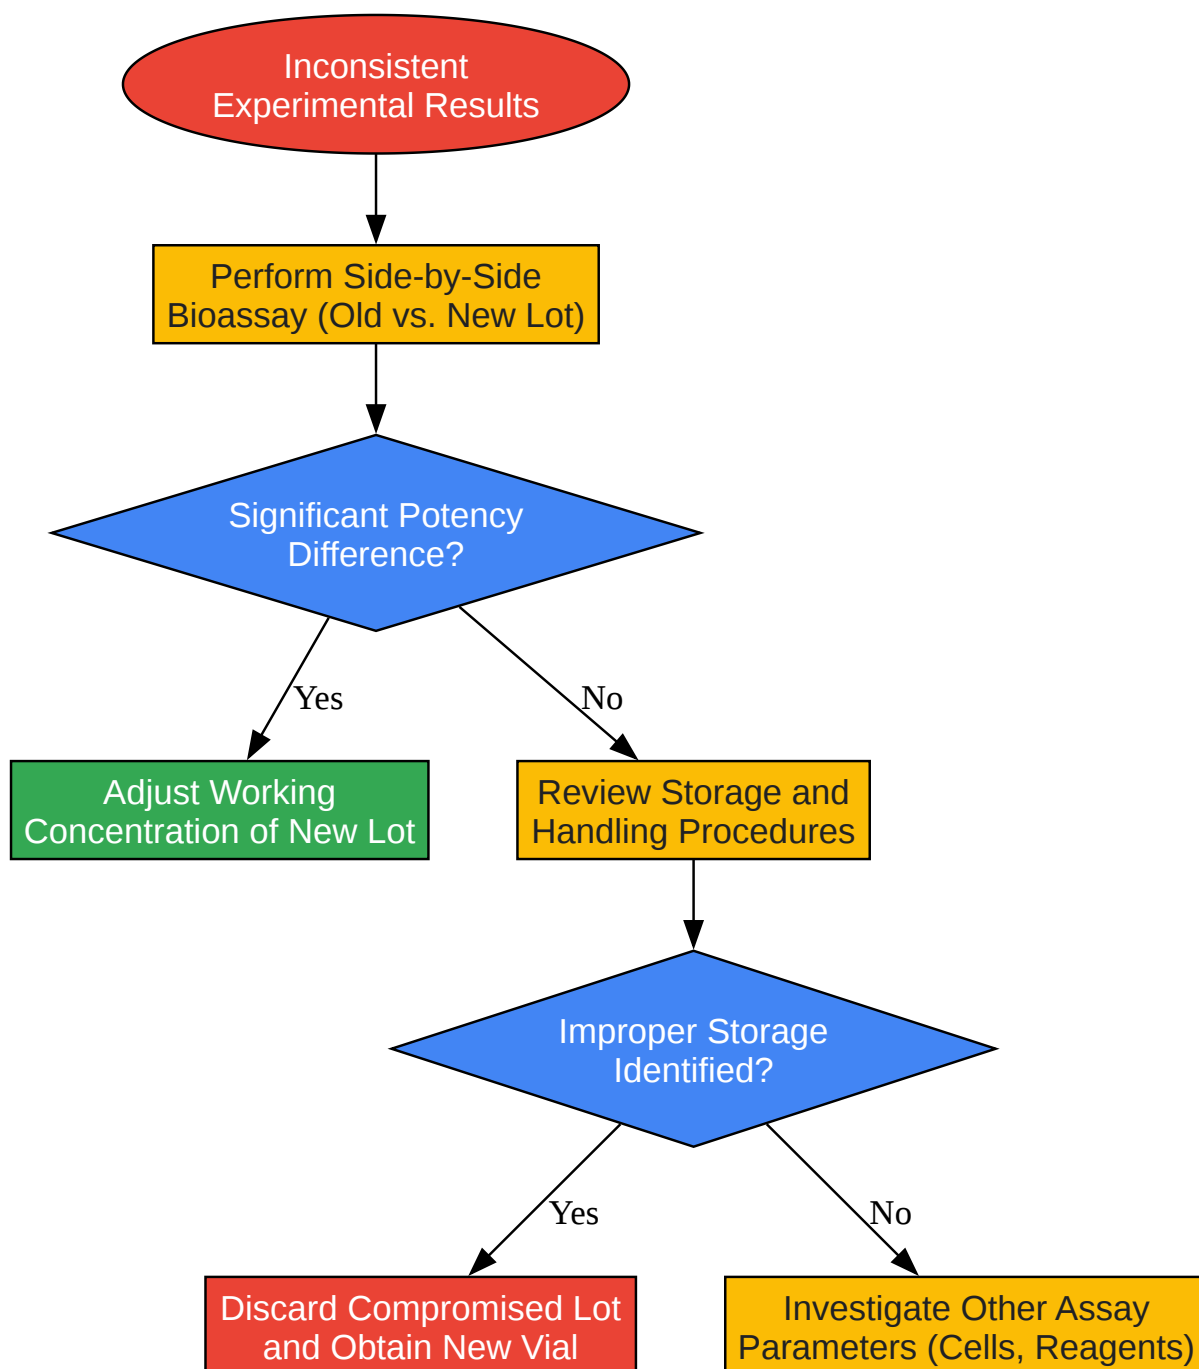 Inconsistent
Experimental Results
Perform Side-by-Side
Bioassay (Old vs. New Lot)
Significant Potency
Difference?
Yes
No
Adjust Working
Concentration of New Lot
Review Storage and
Handling Procedures
Improper Storage
Identified?
Yes
No
Discard Compromised Lot
and Obtain New Vial
Investigate Other Assay
Parameters (Cells, Reagents)